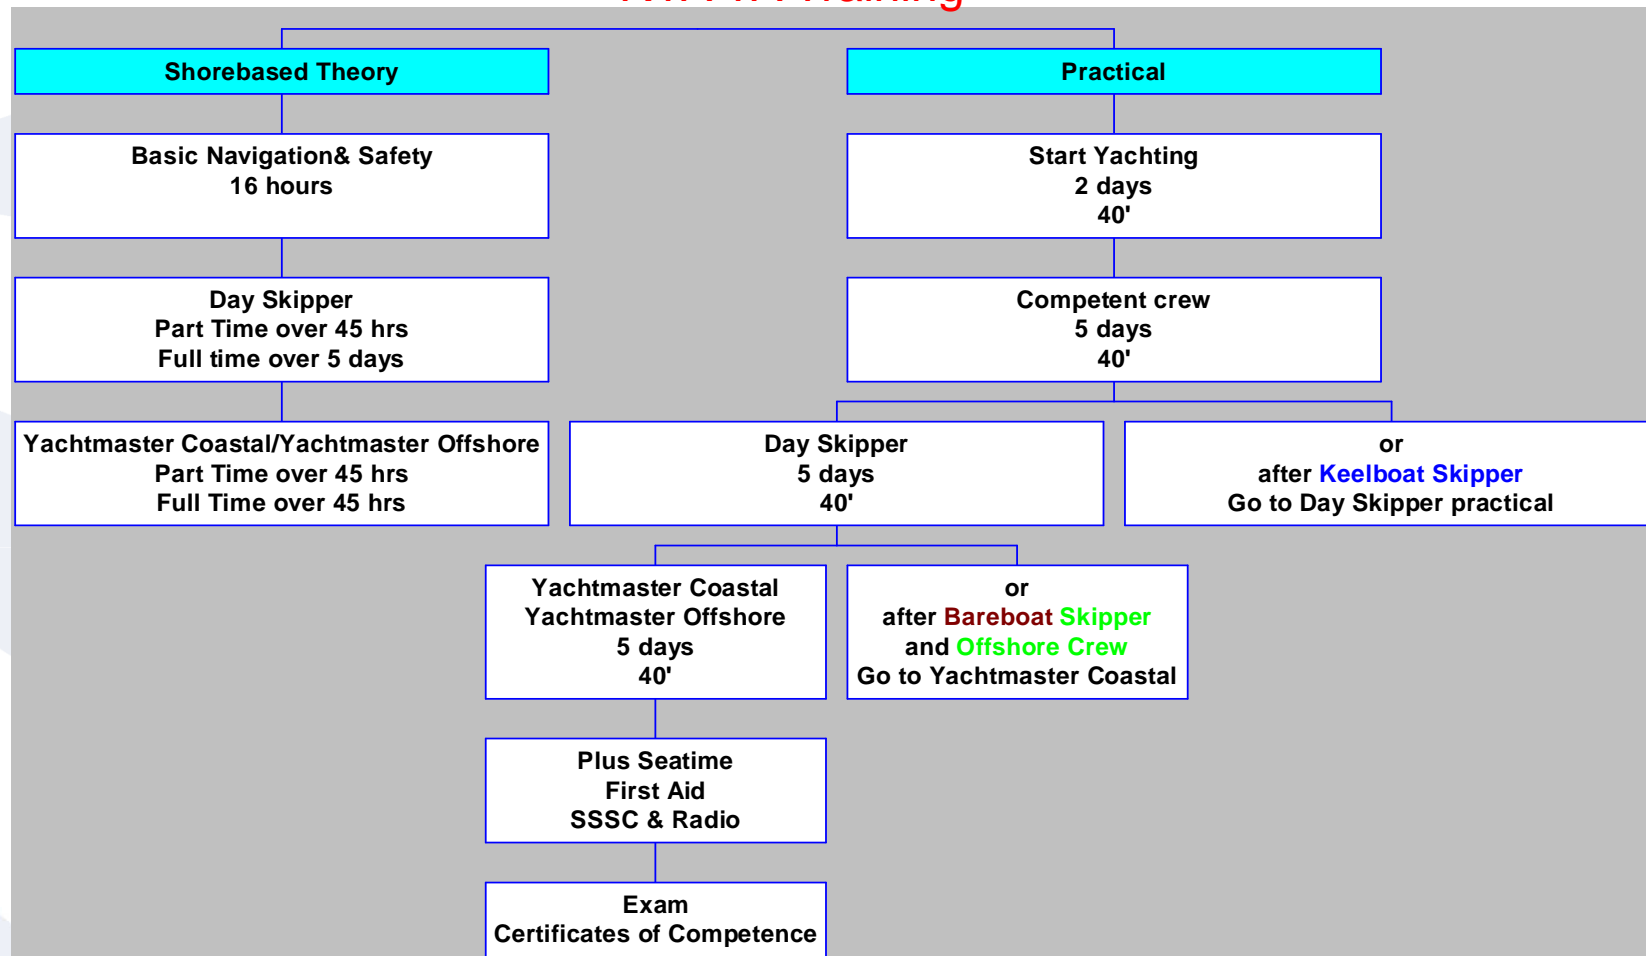 Training
Shorebased Theory
Practical
Basic Navigation& Safety
16 hours
Start Yachting
2 days
40'
Day Skipper
Part Time over 45 hrs
Full time over 5 days
Competent crew
5 days
40'
Yachtmaster Coastal/Yachtmaster Offshore
Part Time over 45 hrs
Full Time over 45 hrs
Day Skipper
5 days
40'
or
after Keelboat Skipper
Go to Day Skipper practical
Yachtmaster Coastal
Yachtmaster Offshore
5 days
40'
or
after Bareboat Skipper
and Offshore Crew
Go to Yachtmaster Coastal
Plus Seatime
First Aid
SSSC & Radio
Exam
Certificates of Competence